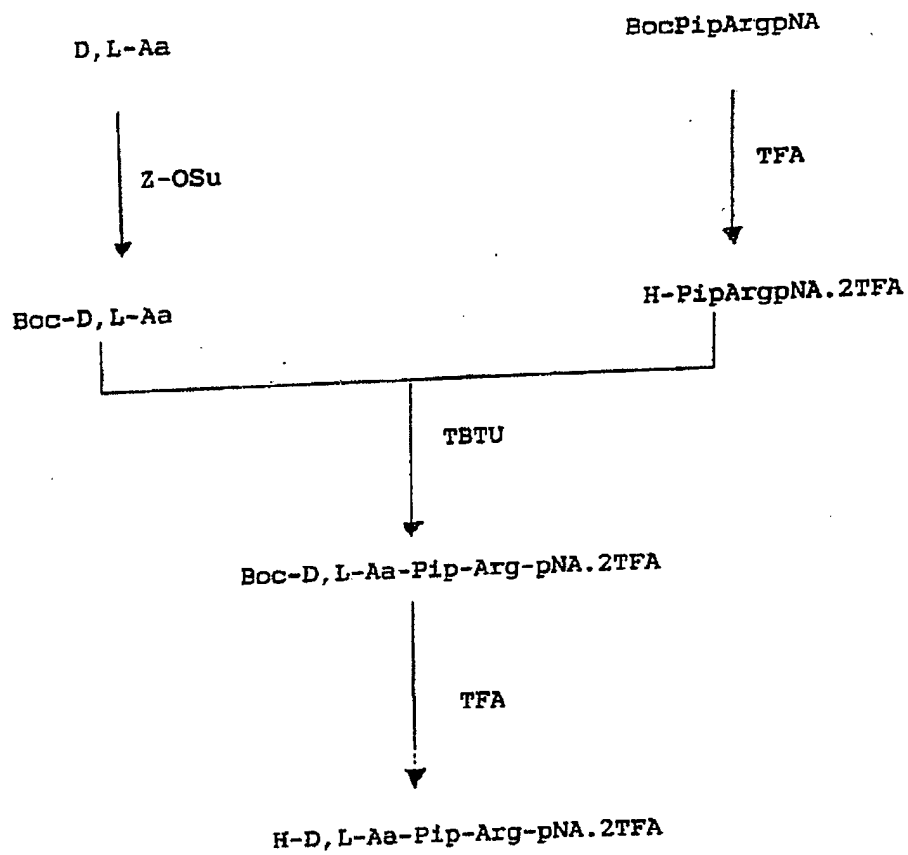 D,L-Aa
BocPipArgpNA
Z-OSu
TFA
Boc-D,L-Aa
H-PipArgpNA.2TFA
TBTU
Boc-D,L-Aa-Pip-Arg-pNA.2TFA
TFA
H-D,L-Aa-Pip-Arg-pNA.2TFA